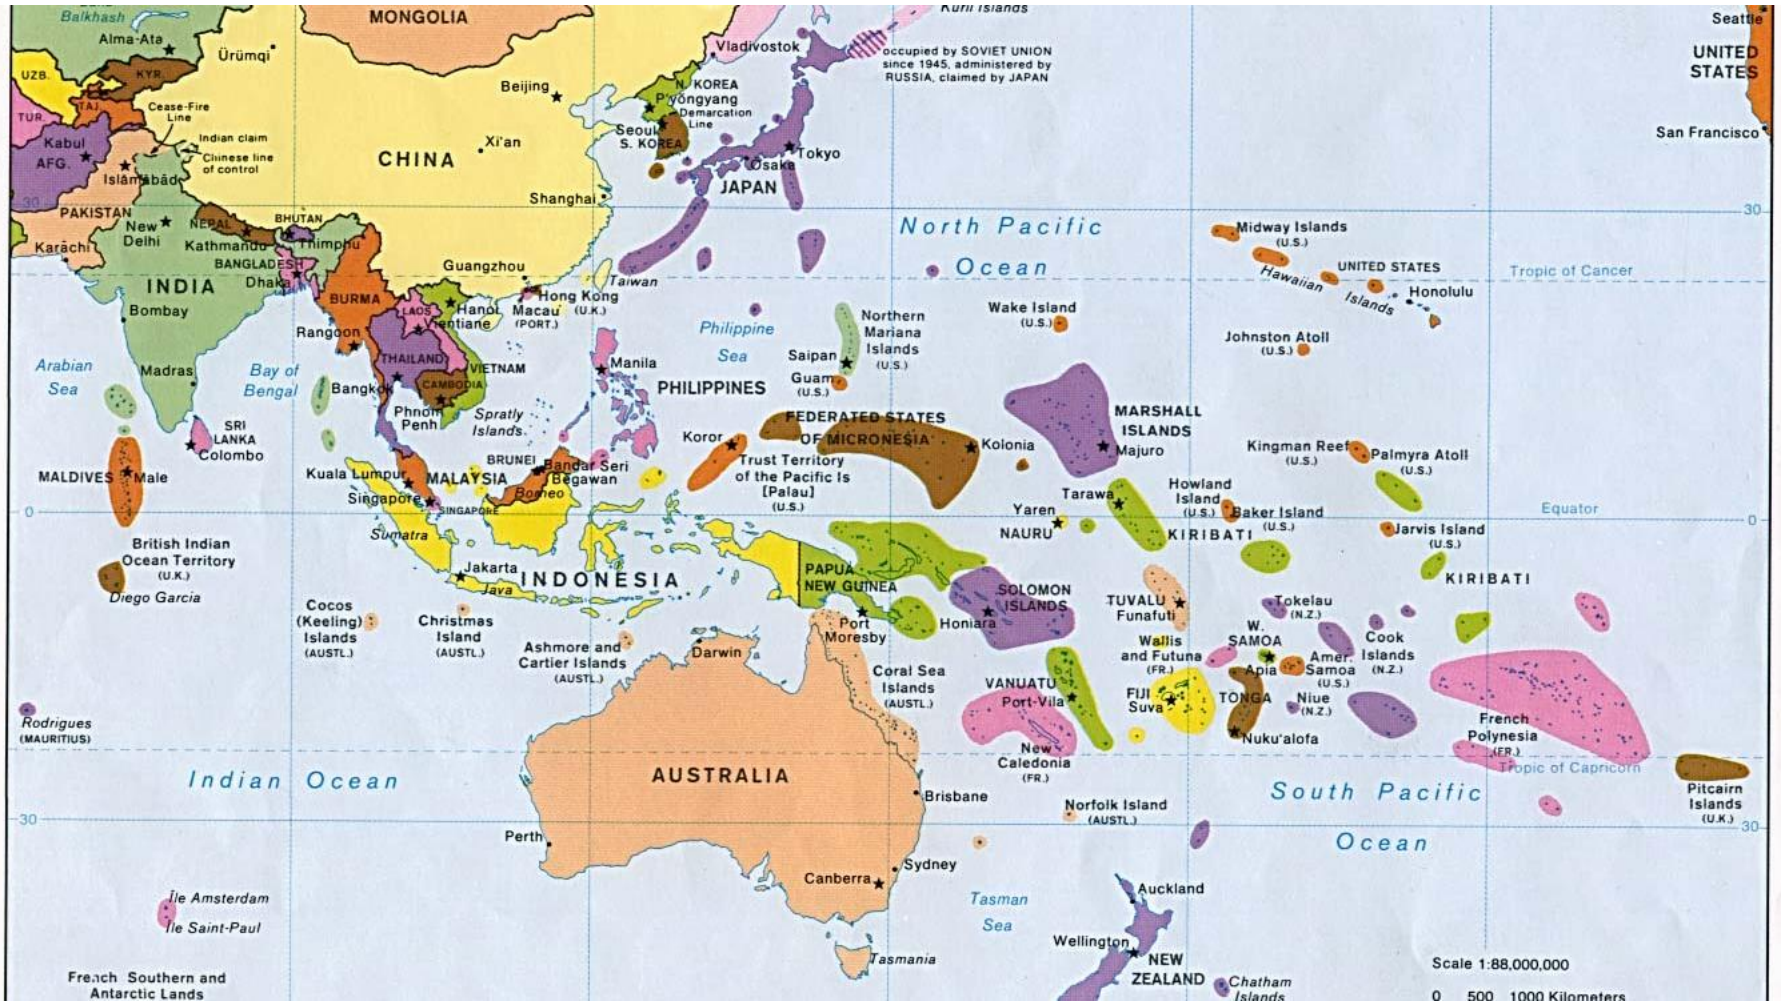 Balkhash
Alma-Ata
MONGOLIA
Kuril Islands
Seattle
Ürümqi
Vladivostok
occupied by SOVIET UNION
since 1945, administered by
RUSSIA, claimed by JAPAN
UNITED
STATES
UZB.
KYR.
Beijing
N. KOREA
P'yŏngyang
Demarcation
Line
TAJ.
TUR.
Cease-Fire
Line
Seoul
S. KOREA
San Francisco
Kabul
AFG.
Indian claim
Chinese line
of control
Xi'an
CHINA
Tokyo
Ōsaka
JAPAN
Islāmābād
Shanghai
30
PAKISTAN
New
Delhi
NEPAL
Kathmandu
BHUTAN
Thimphu
North Pacific
Ocean
30
Midway Islands
(U.S.)
Karāchi
BANGLADESH
Dhaka
Guangzhou
Taiwan
UNITED STATES
Hawaiian
Islands
Honolulu
Tropic of Cancer
INDIA
BURMA
Hong Kong
(U.K.)
Macau
(PORT.)
Hanoi
LAOS
Vientiane
Bombay
Rangoon
Wake Island
(U.S.)
Philippine
Sea
Northern
Mariana
Islands
(U.S.)
Saipan
Johnston Atoll
(U.S.)
Arabian
Sea
Madras
Bay of
Bengal
THAILAND
VIETNAM
Manila
Guam
(U.S.)
PHILIPPINES
Bangkok
CAMBODIA
Phnom
Penh
Spratly
Islands
MARSHALL
ISLANDS
Majuro
SRI
LANKA
Colombo
FEDERATED STATES
OF MICRONESIA
Kolonia
Koror
Kingman Reef
(U.S.)
Palmyra Atoll
(U.S.)
MALDIVES
Male
Kuala Lumpur
MALAYSIA
BRUNEI
Bandar Seri
Begawan
Trust Territory
of the Pacific Is
[Palau]
(U.S.)
Singapore
SINGAPORE
Borneo
Tarawa
Howland
Island
(U.S.)
Baker Island
(U.S.)
0
Sumatra
Yaren
NAURU
KIRIBATI
Equator
0
Jarvis Island
(U.S.)
British Indian
Ocean Territory
(U.K.)
Diego Garcia
Jakarta
Java
INDONESIA
PAPUA
NEW GUINEA
SOLOMON
ISLANDS
KIRIBATI
Cocos
(Keeling)
Islands
(AUSTL.)
Christmas
Island
(AUSTL.)
Port
Moresby
Honiara
TUVALU
Funafuti
Tokelau
(N.Z.)
Ashmore and
Cartier Islands
(AUSTL.)
Darwin
Wallis
and Futuna
(FR.)
W.
SAMOA
Apia
Amer.
Samoa
(U.S.)
Cook
Islands
(N.Z.)
Coral Sea
Islands
(AUSTL.)
VANUATU
Port-Vila
FIJI
Suva
TONGA
Niue
(N.Z.)
Rodrigues
(MAURITIUS)
French
Polynesia
(FR.)
Nuku'alofa
New
Caledonia
(FR.)
Tropic of Capricorn
Indian Ocean
AUSTRALIA
South Pacific
Ocean
Pitcairn
Islands
(U.K.)
Brisbane
Norfolk Island
(AUSTL.)
30
30
Perth
Sydney
Canberra
Île Amsterdam
Île Saint-Paul
Tasman
Sea
Auckland
Wellington
NEW
ZEALAND
Tasmania
Scale 1:88,000,000
French Southern and
Antarctic Lands
Chatham
Islands
0 500 1000 Kilometers